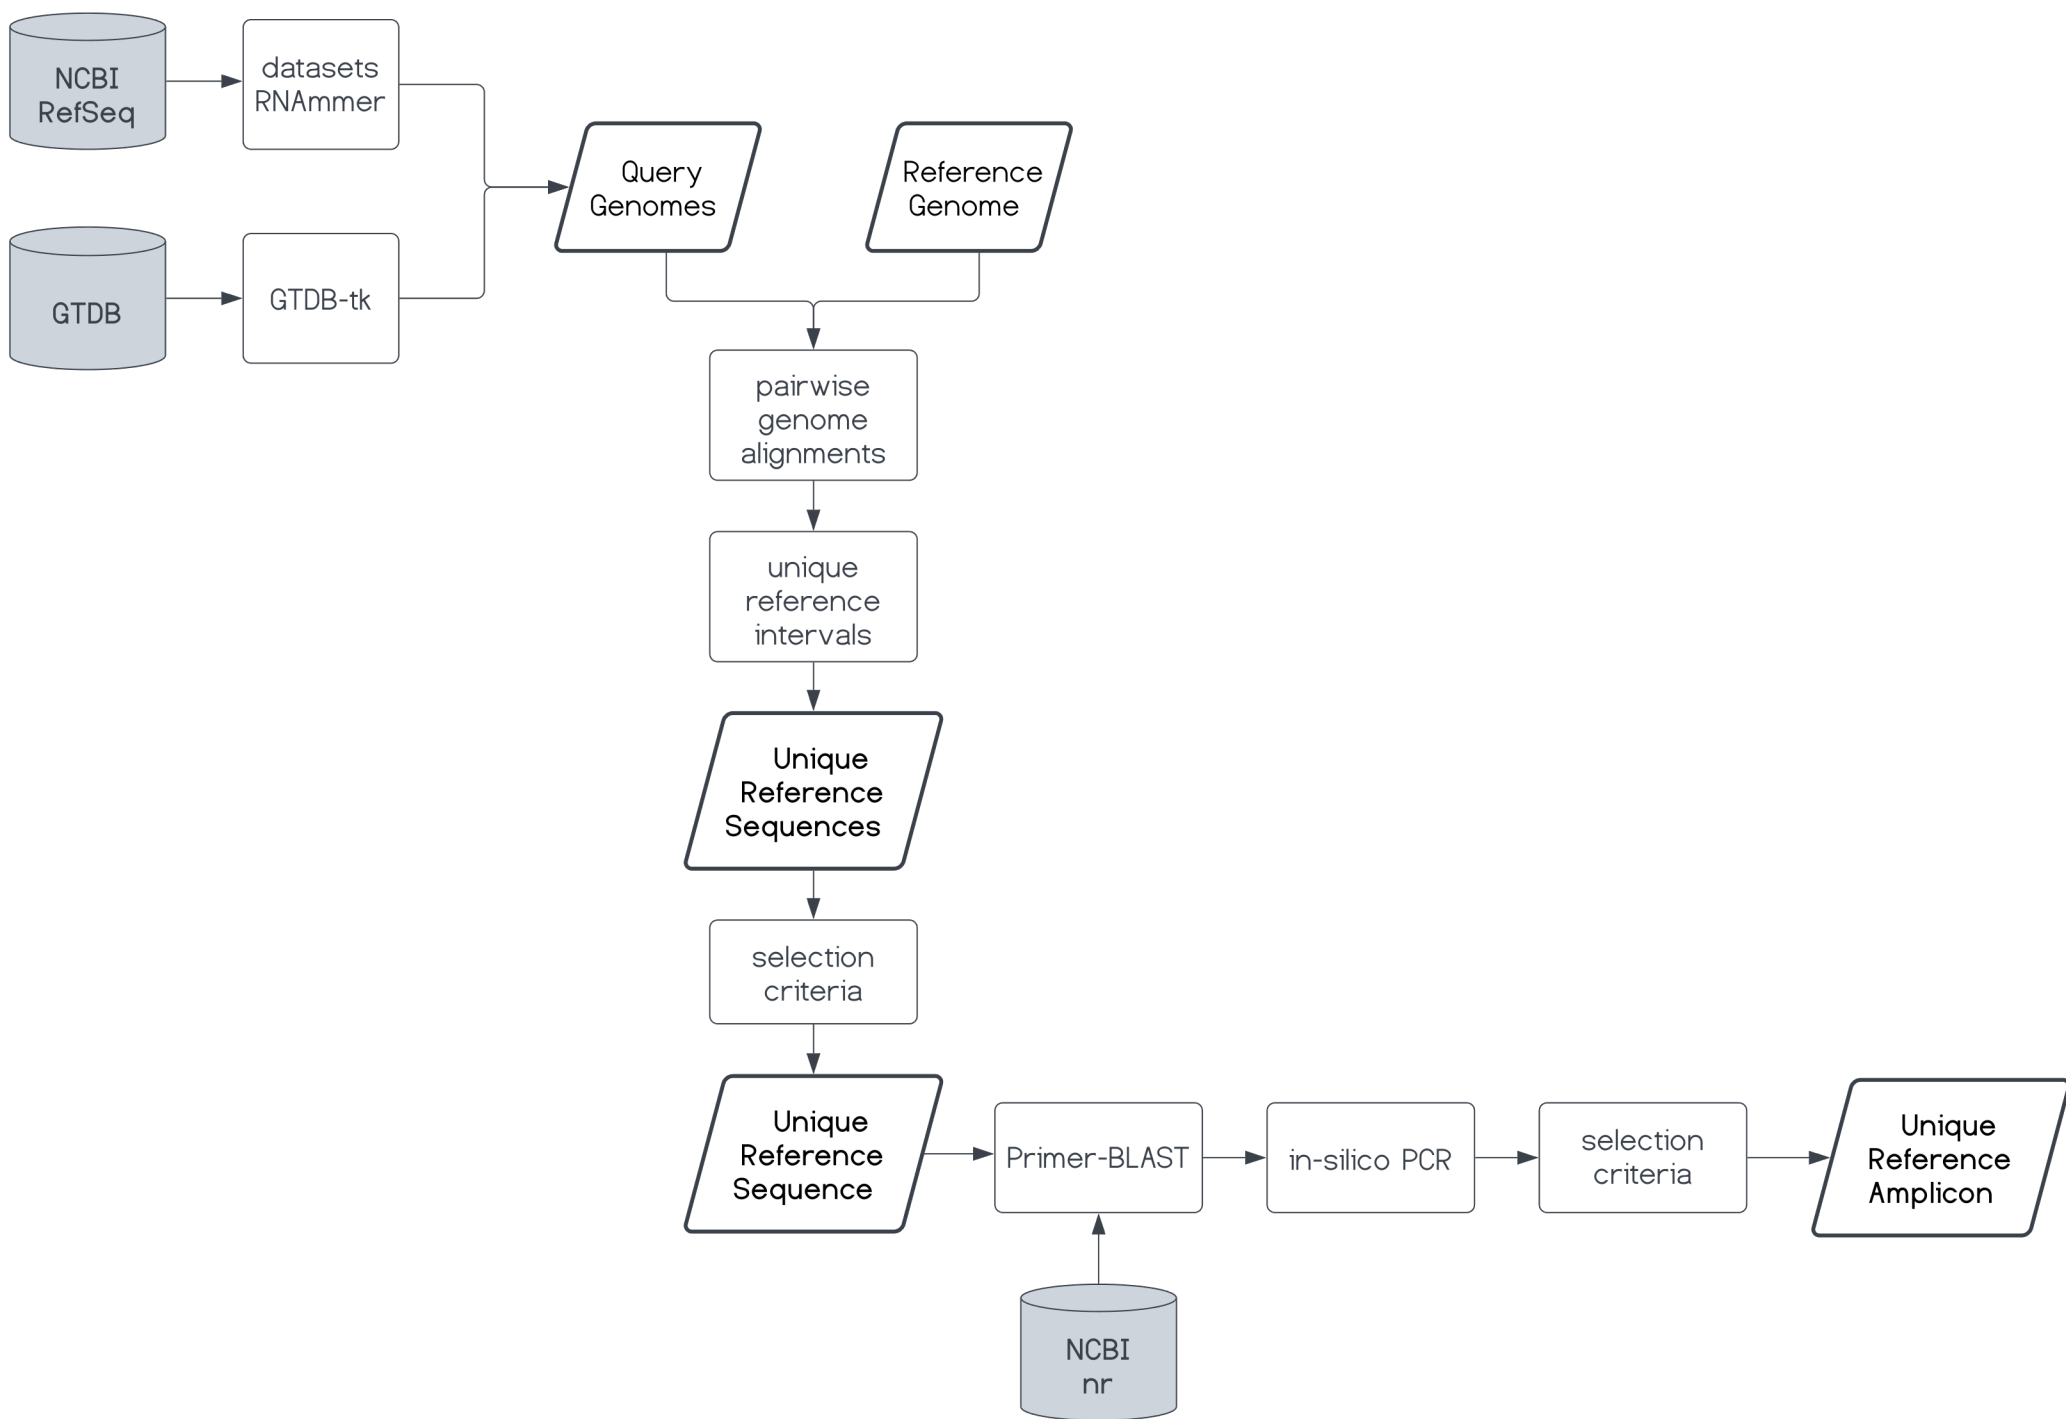 NCBI
RefSeq
datasets
RNAmmer
Query
Genomes
Reference
Genome
GTDB
GTDB-tk
pairwise
genome
alignments
unique
reference
intervals
Unique
Reference
Sequences
selection
criteria
Unique
Reference
Sequence
Primer-BLAST
in-silico PCR
selection
criteria
Unique
Reference
Amplicon
NCBI
nr